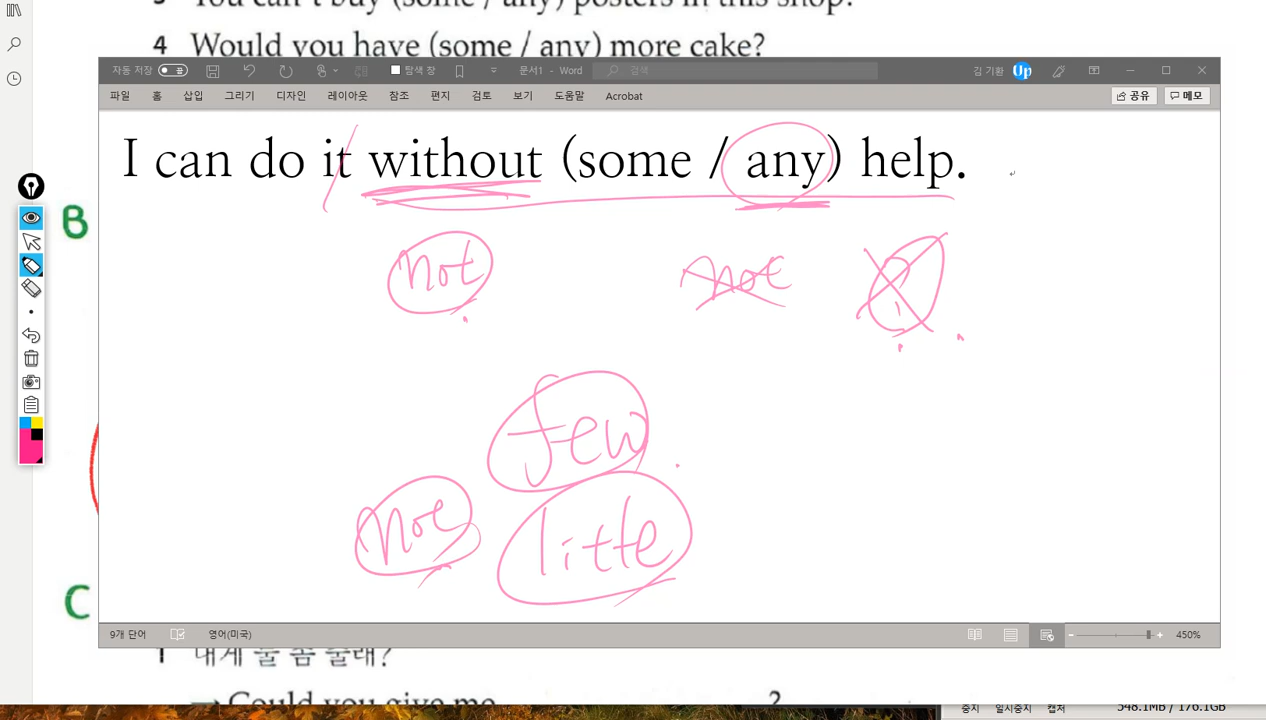 You can't buy (some / any) posters in this shop.
4 Would you have (some / any) more cake?
자동 저장 끔 탐색 창 문서1 - Word 검색 김 기환 Up
파일 홈 삽입 그리기 디자인 레이아웃 참조 편지 검토 보기 도움말 Acrobat 공유 메모
I can do it without (some / any) help.
B
not not ?
few
not little
C
9개 단어 영어(미국) 450%
1 내게 물 좀 줄래?
→ Could you give me ?
중지 일시중지 캡처 548.1MB / 170.1GB